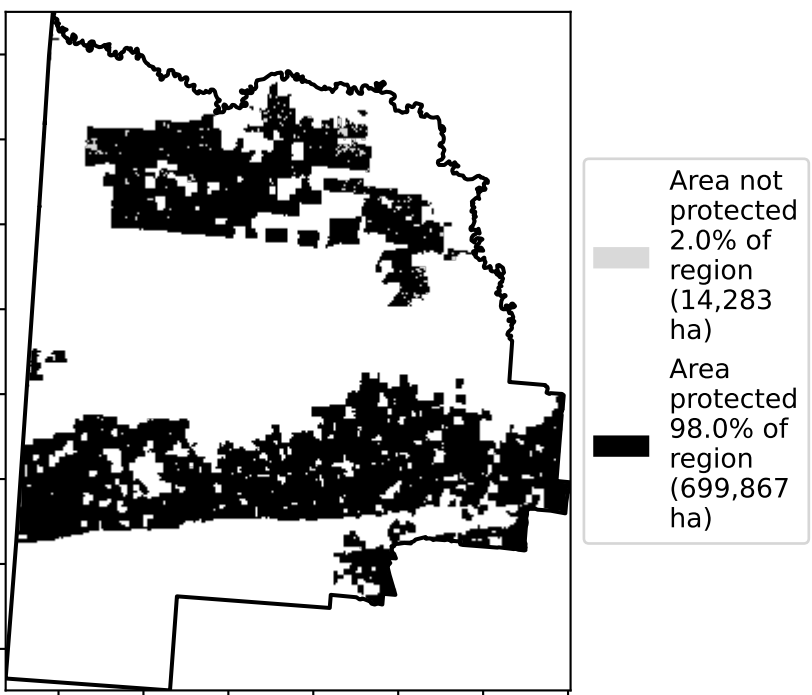 Area not
protected
2.0% of
region
(14,283
ha)
Area
protected
98.0% of
region
(699,867
ha)